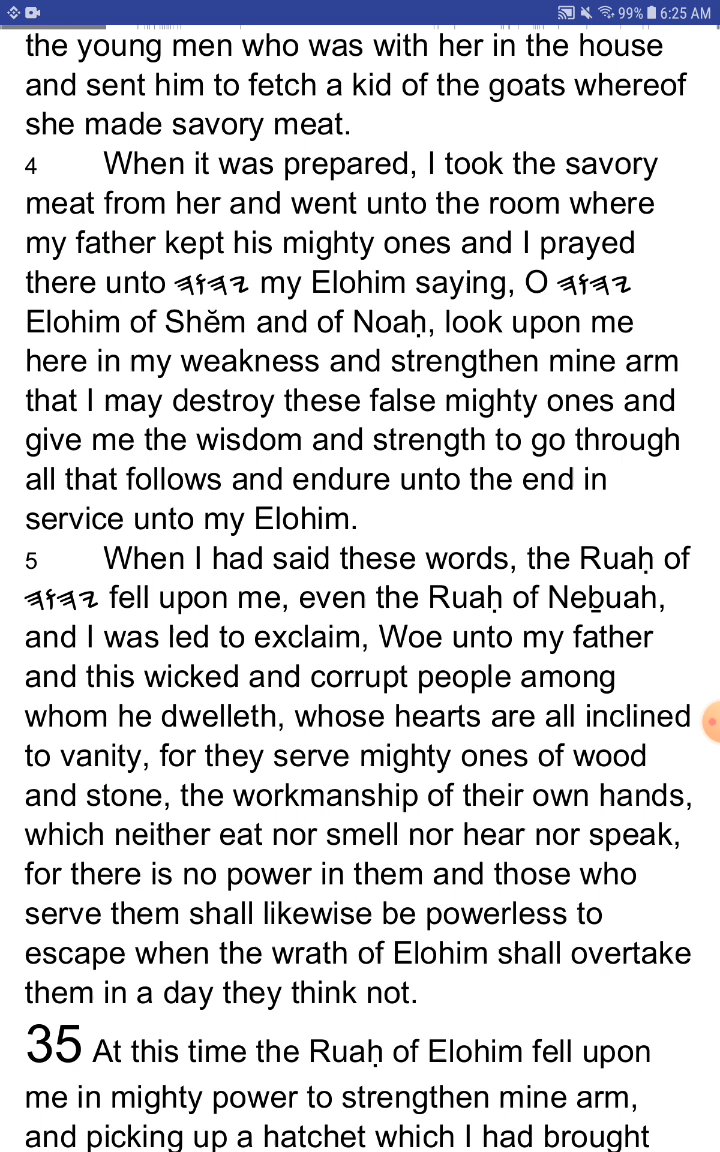 99% 6:25 AM
the young men who was with her in the house
and sent him to fetch a kid of the goats whereof
she made savory meat.
4 When it was prepared, I took the savory
meat from her and went unto the room where
my father kept his mighty ones and I prayed
there unto 𐤉𐤄𐤅𐤄 my Elohim saying, O 𐤉𐤄𐤅𐤄
Elohim of Shĕm and of Noaḥ, look upon me
here in my weakness and strengthen mine arm
that I may destroy these false mighty ones and
give me the wisdom and strength to go through
all that follows and endure unto the end in
service unto my Elohim.
5 When I had said these words, the Ruaḥ of
𐤉𐤄𐤅𐤄 fell upon me, even the Ruaḥ of Neḇuah,
and I was led to exclaim, Woe unto my father
and this wicked and corrupt people among
whom he dwelleth, whose hearts are all inclined
to vanity, for they serve mighty ones of wood
and stone, the workmanship of their own hands,
which neither eat nor smell nor hear nor speak,
for there is no power in them and those who
serve them shall likewise be powerless to
escape when the wrath of Elohim shall overtake
them in a day they think not.
35 At this time the Ruaḥ of Elohim fell upon
me in mighty power to strengthen mine arm,
and picking up a hatchet which I had brought